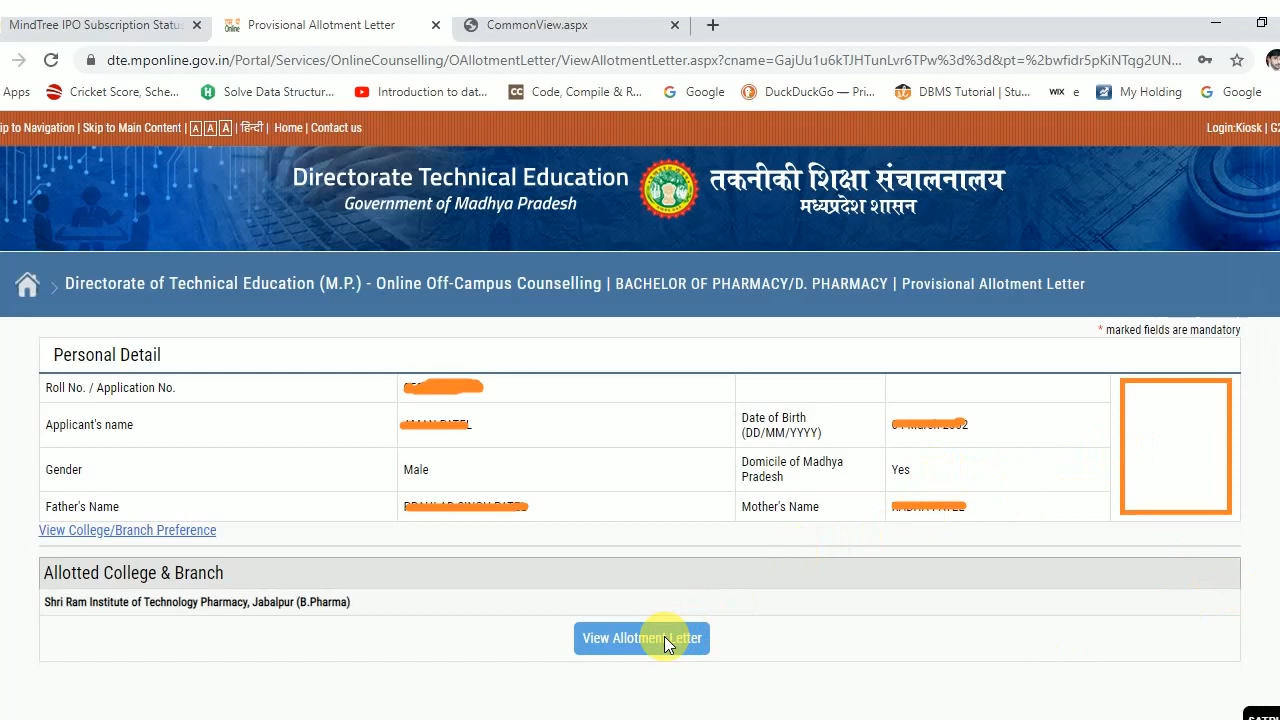 MindTree IPO Subscription Status
Provisional Allotment Letter
CommonView.aspx
dte.mponline.gov.in/Portal/Services/OnlineCounselling/OAllotmentLetter/ViewAllotmentLetter.aspx?cname=GajUu1u6kTJHTunLvr6TPw%3d%3d&pt=%2bwfidr5pKiNTqg2UN...
Apps Cricket Score, Sche... Solve Data Structur... Introduction to dat... Code, Compile & R... Google DuckDuckGo — Pri... DBMS Tutorial | Stu... WIX e My Holding Google
ip to Navigation | Skip to Main Content | A A A | हिन्दी | Home | Contact us
Login:Kiosk | G2
Directorate Technical Education
Government of Madhya Pradesh
तकनीकी शिक्षा संचालनालय
मध्यप्रदेश शासन
Directorate of Technical Education (M.P.) - Online Off-Campus Counselling | BACHELOR OF PHARMACY/D. PHARMACY | Provisional Allotment Letter
* marked fields are mandatory
Personal Detail
Roll No. / Application No.
Applicant's name
Date of Birth
(DD/MM/YYYY)
Gender Male
Domicile of Madhya
Pradesh
Yes
Father's Name
Mother's Name
View College/Branch Preference
Allotted College & Branch
Shri Ram Institute of Technology Pharmacy, Jabalpur (B.Pharma)
View Allotment Letter